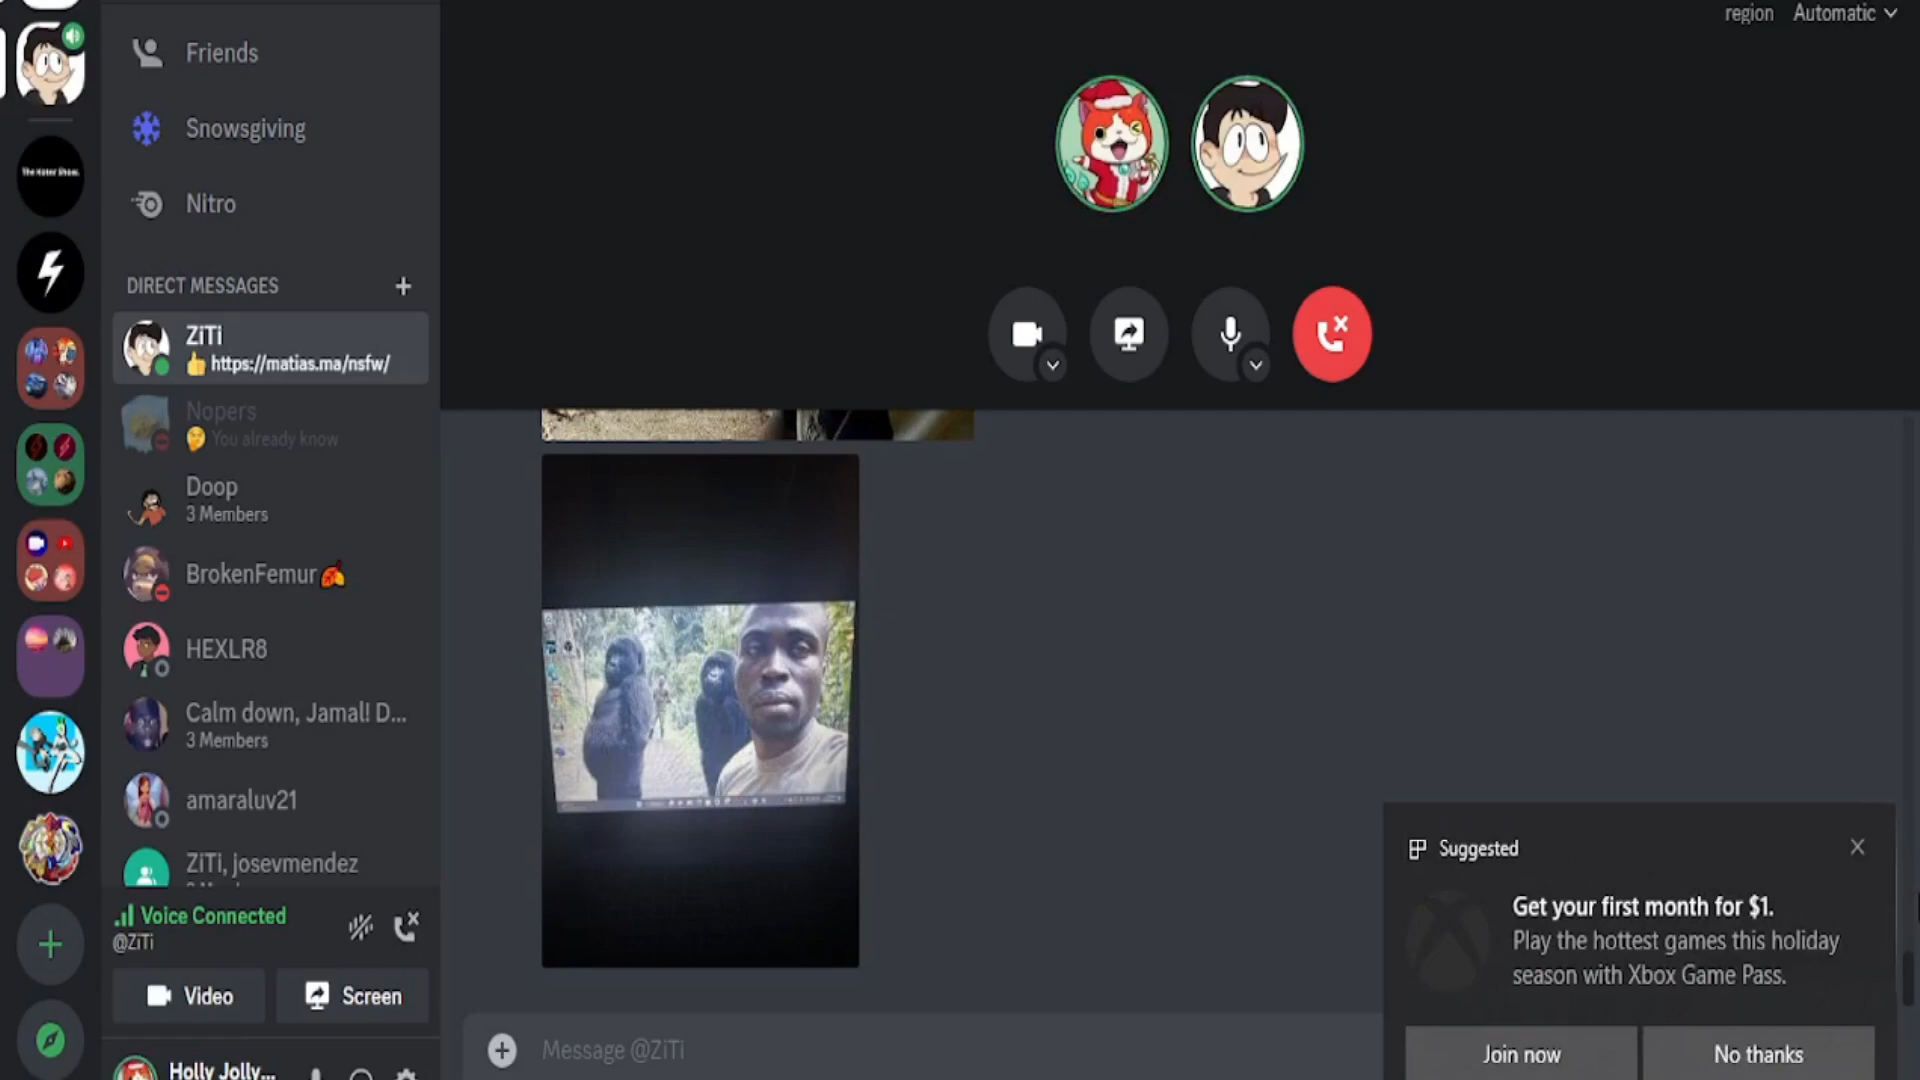 region Automatic
Friends
Snowsgiving
The Hater Show.
Nitro
DIRECT MESSAGES
ZiTi
👍 https://matias.ma/nsfw/
Nopers
🤔 You already know
Doop
3 Members
BrokenFemur🍂
HEXLR8
Calm down, Jamal! D...
3 Members
amaraluv21
ZiTi, josevmendez
Voice Connected
@ZiTi
Video Screen
Holly Jolly...
Message @ZiTi
Suggested
Get your first month for $1.
Play the hottest games this holiday
season with Xbox Game Pass.
Join now No thanks